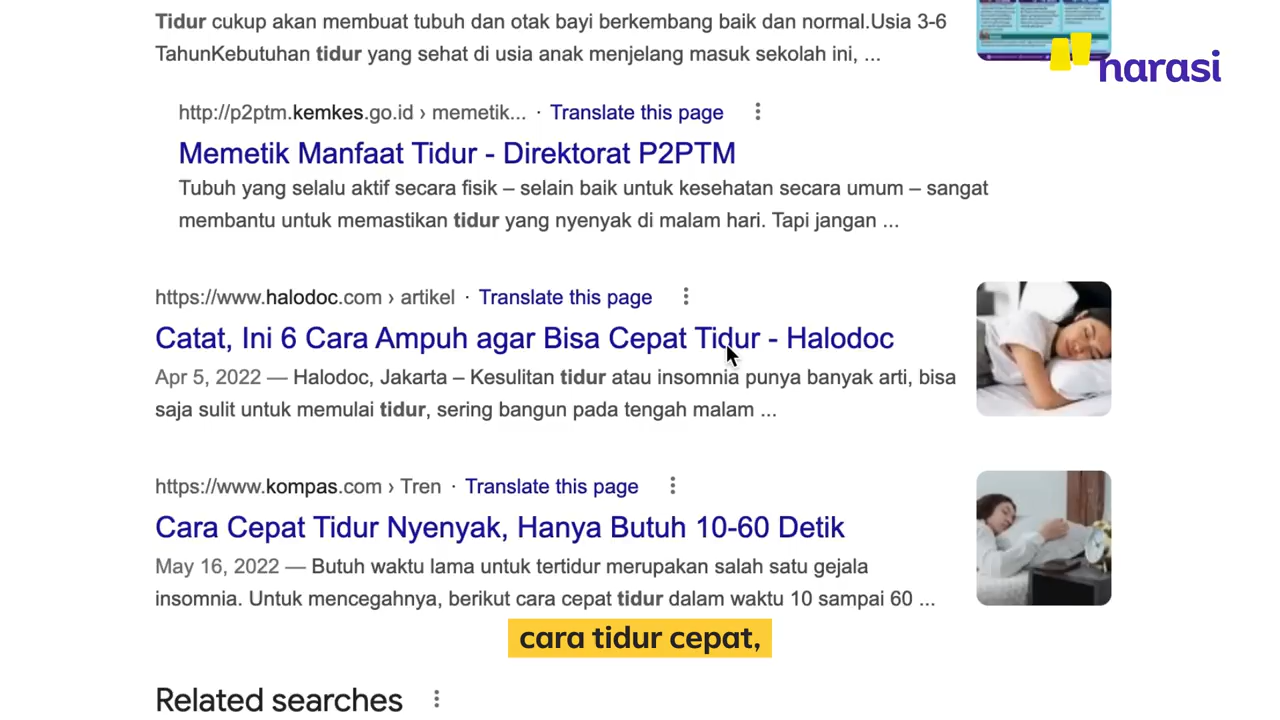 Tidur cukup akan membuat tubuh dan otak bayi berkembang baik dan normal.Usia 3-6
TahunKebutuhan tidur yang sehat di usia anak menjelang masuk sekolah ini, ...
narasi
http://p2ptm.kemkes.go.id › memetik... · Translate this page
Memetik Manfaat Tidur - Direktorat P2PTM
Tubuh yang selalu aktif secara fisik – selain baik untuk kesehatan secara umum – sangat
membantu untuk memastikan tidur yang nyenyak di malam hari. Tapi jangan ...
https://www.halodoc.com › artikel · Translate this page
Catat, Ini 6 Cara Ampuh agar Bisa Cepat Tidur - Halodoc
Apr 5, 2022 — Halodoc, Jakarta – Kesulitan tidur atau insomnia punya banyak arti, bisa
saja sulit untuk memulai tidur, sering bangun pada tengah malam ...
https://www.kompas.com › Tren · Translate this page
Cara Cepat Tidur Nyenyak, Hanya Butuh 10-60 Detik
May 16, 2022 — Butuh waktu lama untuk tertidur merupakan salah satu gejala
insomnia. Untuk mencegahnya, berikut cara cepat tidur dalam waktu 10 sampai 60 ...
cara tidur cepat,
Related searches